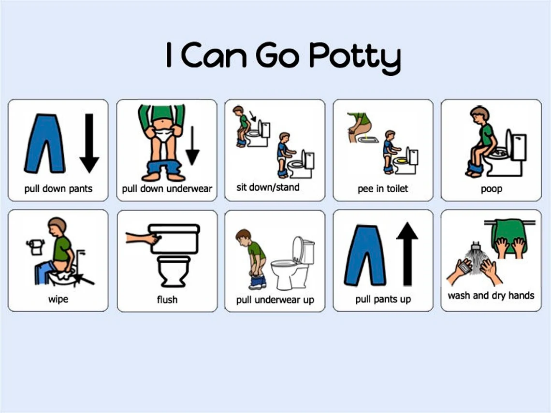 I Can Go Potty
pull down pants
pull down underwear
sit down/stand
pee in toilet
poop
wipe
flush
pull underwear up
pull pants up
wash and dry hands